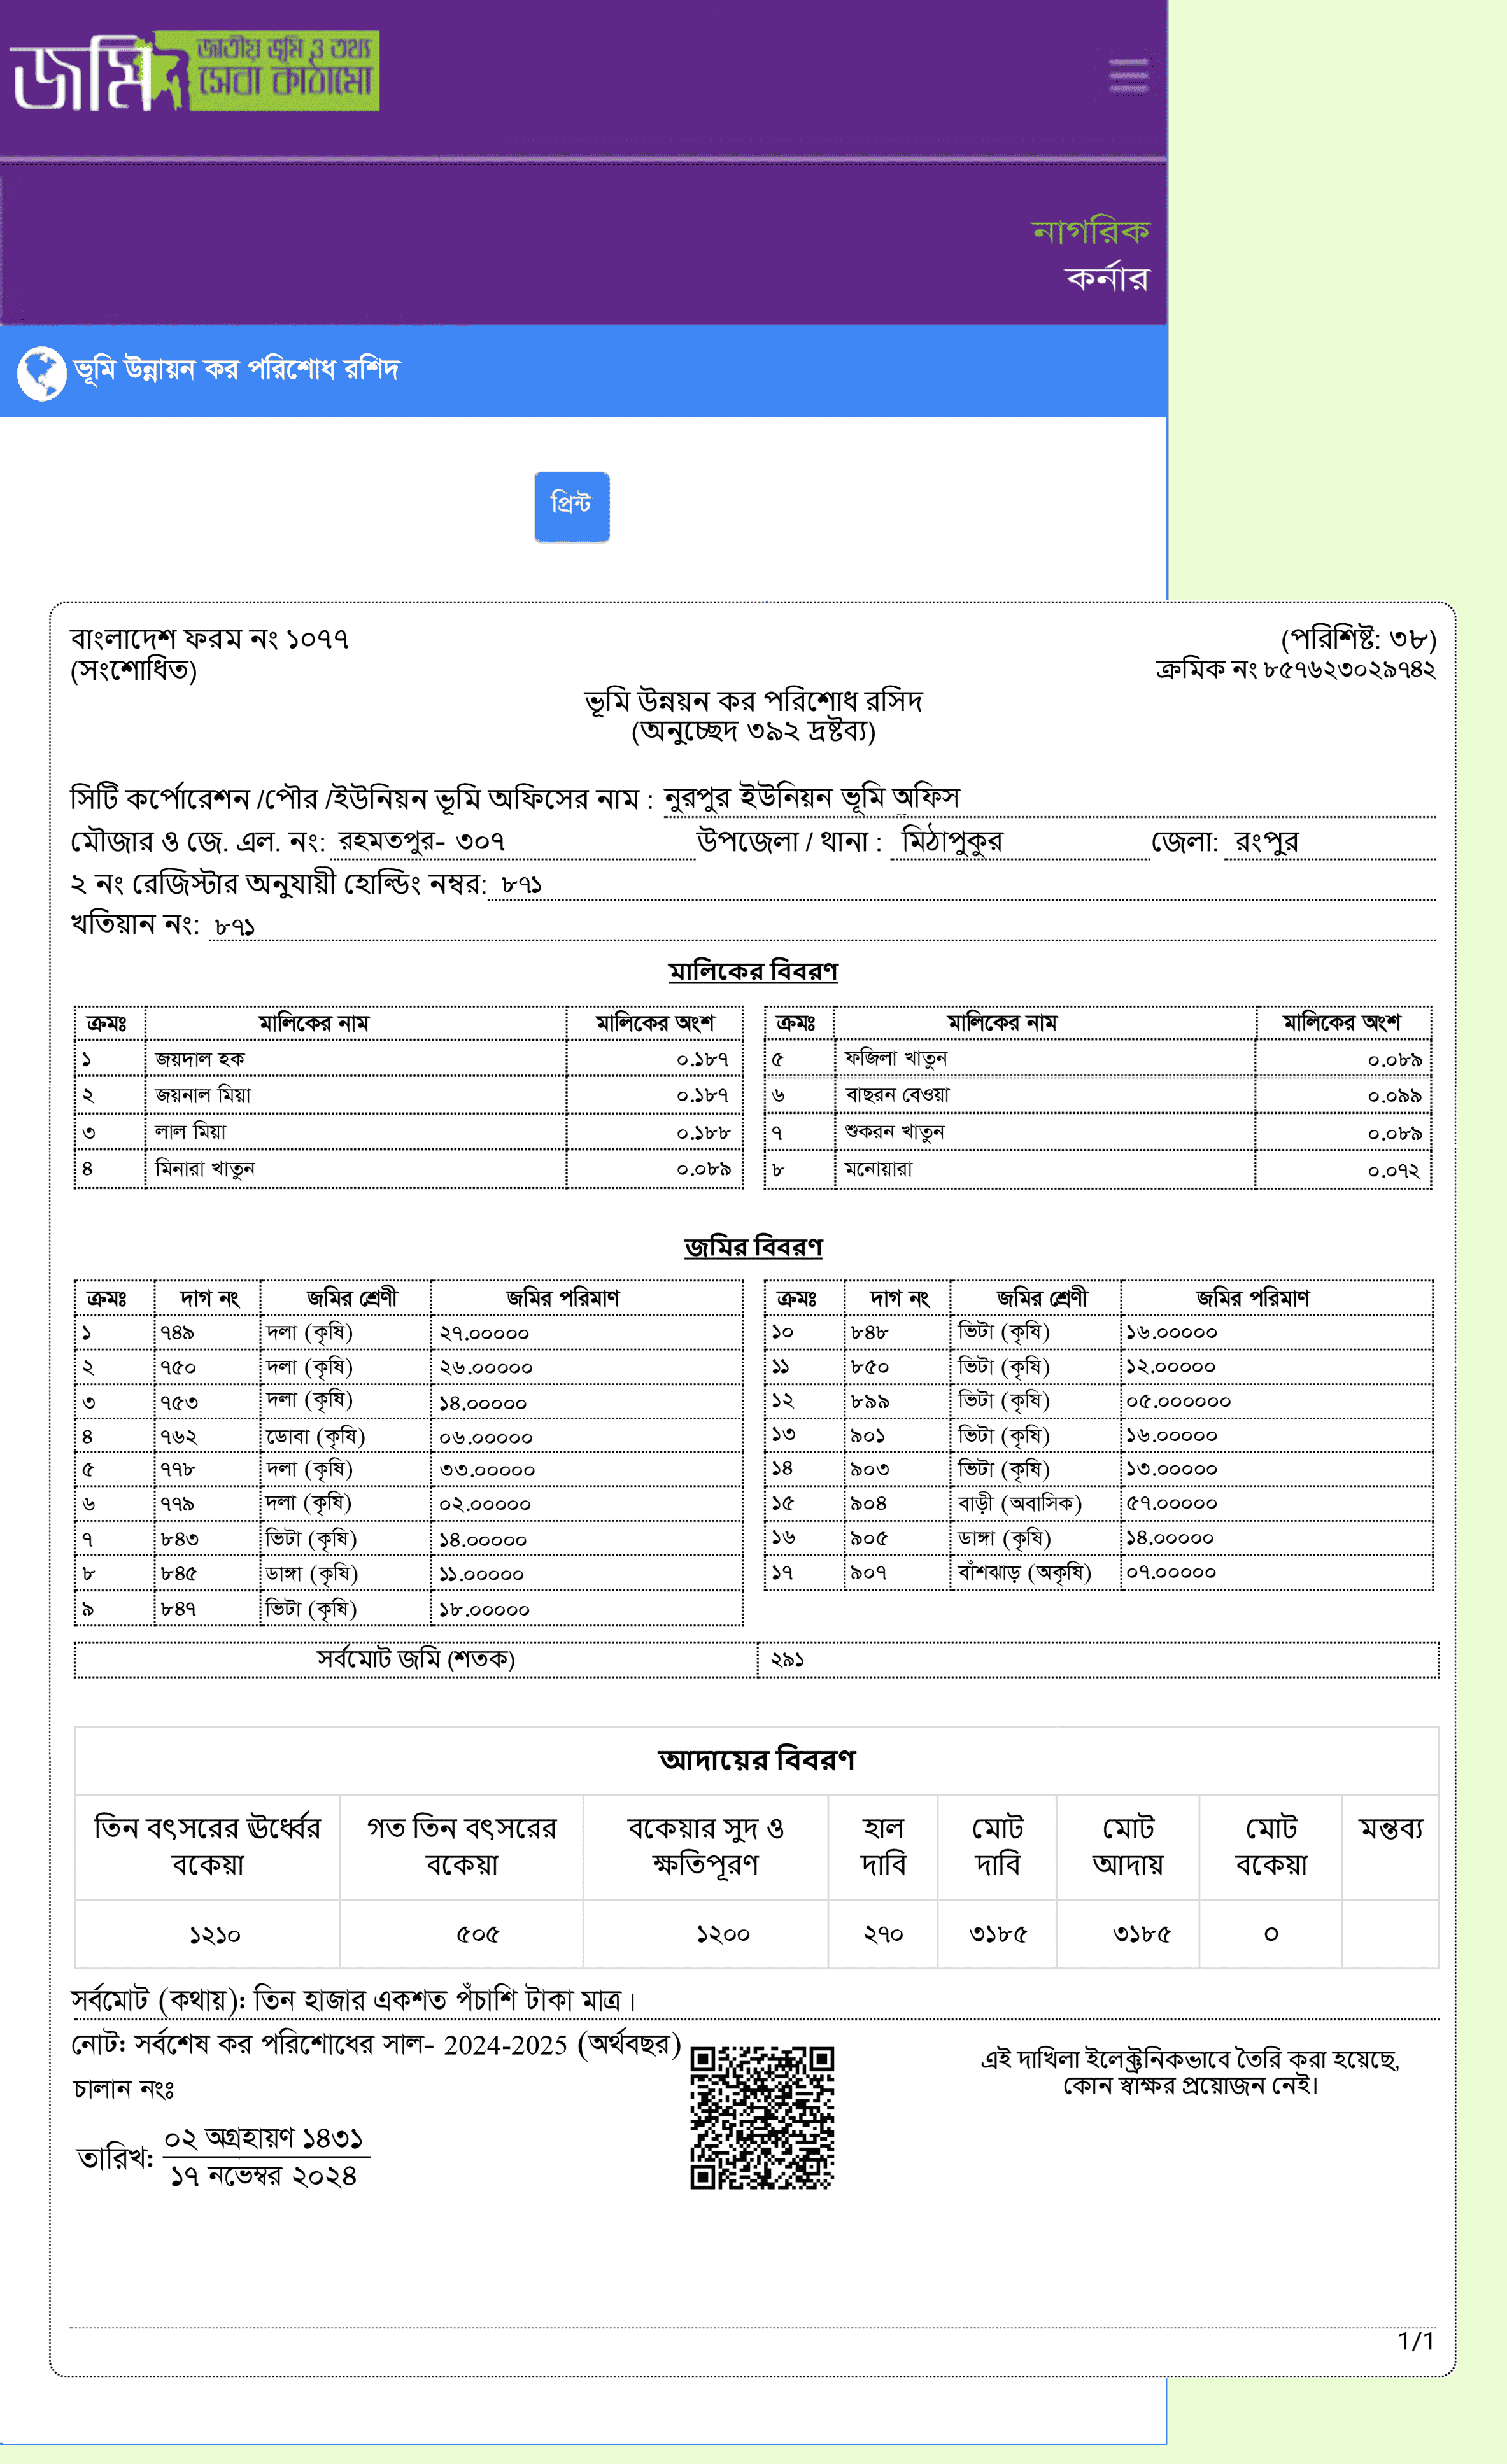 জমি জাতীয় ভূমি ও তথ্য সেবা কাঠামো
নাগরিক
কর্নার
ভূমি উন্নায়ন কর পরিশোধ রশিদ
প্রিন্ট
বাংলাদেশ ফরম নং ১০৭৭ (পরিশিষ্ট: ৩৮)
(সংশোধিত) ক্রমিক নং ৮৫৭৬২৩০২৯৭৪২
ভূমি উন্নয়ন কর পরিশোধ রসিদ
(অনুচ্ছেদ ৩৯২ দ্রষ্টব্য)
সিটি কর্পোরেশন /পৌর /ইউনিয়ন ভূমি অফিসের নাম : নুরপুর ইউনিয়ন ভূমি অফিস
মৌজার ও জে. এল. নং: রহমতপুর- ৩০৭ উপজেলা / থানা : মিঠাপুকুর জেলা: রংপুর
২ নং রেজিস্টার অনুযায়ী হোল্ডিং নম্বর: ৮৭১
খতিয়ান নং: ৮৭১
মালিকের বিবরণ
ক্রমঃ মালিকের নাম মালিকের অংশ ক্রমঃ মালিকের নাম মালিকের অংশ
১ জয়দাল হক ০.১৮৭ ৫ ফজিলা খাতুন ০.০৮৯
২ জয়নাল মিয়া ০.১৮৭ ৬ বাছরন বেওয়া ০.০৯৯
৩ লাল মিয়া ০.১৮৮ ৭ শুকরন খাতুন ০.০৮৯
৪ মিনারা খাতুন ০.০৮৯ ৮ মনোয়ারা ০.০৭২
জমির বিবরণ
ক্রমঃ দাগ নং জমির শ্রেণী জমির পরিমাণ ক্রমঃ দাগ নং জমির শ্রেণী জমির পরিমাণ
১ ৭৪৯ দলা (কৃষি) ২৭.০০০০০ ১০ ৮৪৮ ভিটা (কৃষি) ১৬.০০০০০
২ ৭৫০ দলা (কৃষি) ২৬.০০০০০ ১১ ৮৫০ ভিটা (কৃষি) ১২.০০০০০
৩ ৭৫৩ দলা (কৃষি) ১৪.০০০০০ ১২ ৮৯৯ ভিটা (কৃষি) ০৫.০০০০০০
৪ ৭৬২ ডোবা (কৃষি) ০৬.০০০০০ ১৩ ৯০১ ভিটা (কৃষি) ১৬.০০০০০
৫ ৭৭৮ দলা (কৃষি) ৩৩.০০০০০ ১৪ ৯০৩ ভিটা (কৃষি) ১৩.০০০০০
৬ ৭৭৯ দলা (কৃষি) ০২.০০০০০ ১৫ ৯০৪ বাড়ী (অবাসিক) ৫৭.০০০০০
৭ ৮৪৩ ভিটা (কৃষি) ১৪.০০০০০ ১৬ ৯০৫ ডাঙ্গা (কৃষি) ১৪.০০০০০
৮ ৮৪৫ ডাঙ্গা (কৃষি) ১১.০০০০০ ১৭ ৯০৭ বাঁশঝাড় (অকৃষি) ০৭.০০০০০
৯ ৮৪৭ ভিটা (কৃষি) ১৮.০০০০০
সর্বমোট জমি (শতক) ২৯১
আদায়ের বিবরণ
তিন বৎসরের ঊর্ধ্বের বকেয়া গত তিন বৎসরের বকেয়া বকেয়ার সুদ ও ক্ষতিপূরণ হাল দাবি মোট দাবি মোট আদায় মোট বকেয়া মন্তব্য
১২১০ ৫০৫ ১২০০ ২৭০ ৩১৮৫ ৩১৮৫ ০
সর্বমোট (কথায়): তিন হাজার একশত পঁচাশি টাকা মাত্র।
নোট: সর্বশেষ কর পরিশোধের সাল- 2024-2025 (অর্থবছর)
চালান নংঃ
তারিখ: ০২ অগ্রহায়ণ ১৪৩১
১৭ নভেম্বর ২০২৪
এই দাখিলা ইলেক্ট্রনিকভাবে তৈরি করা হয়েছে,
কোন স্বাক্ষর প্রয়োজন নেই।
1/1